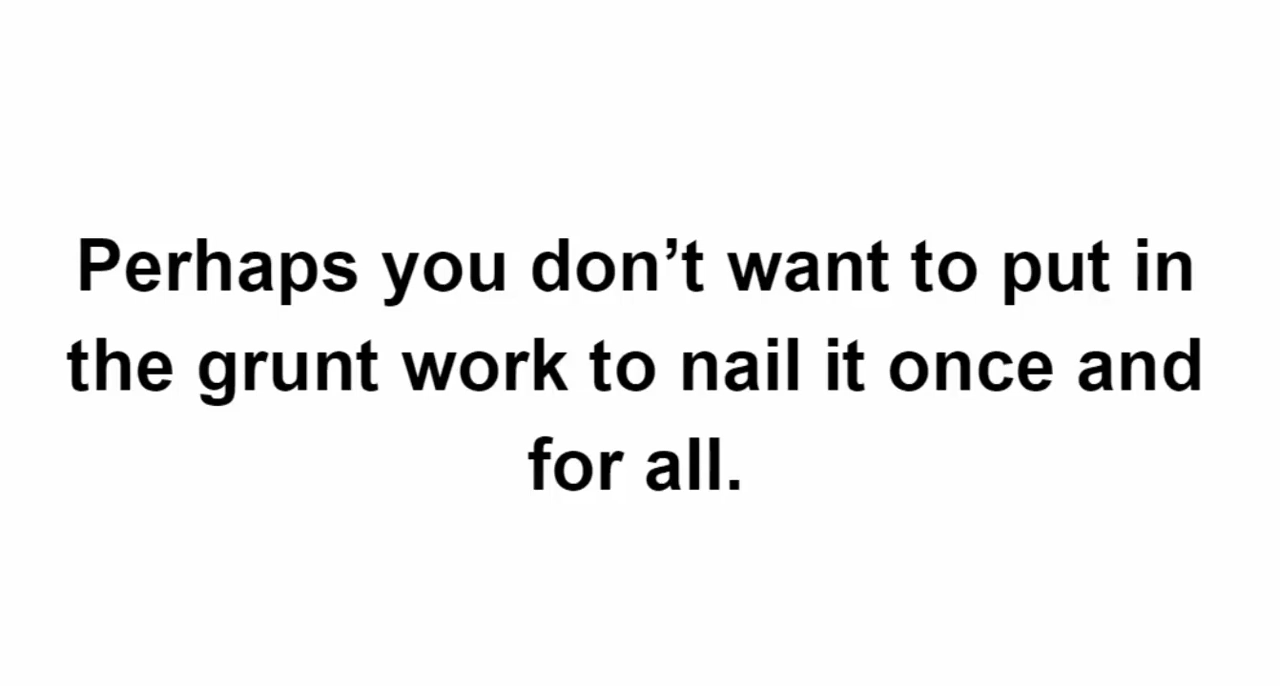 Perhaps you don’t want to put in
the grunt work to nail it once and
for all.